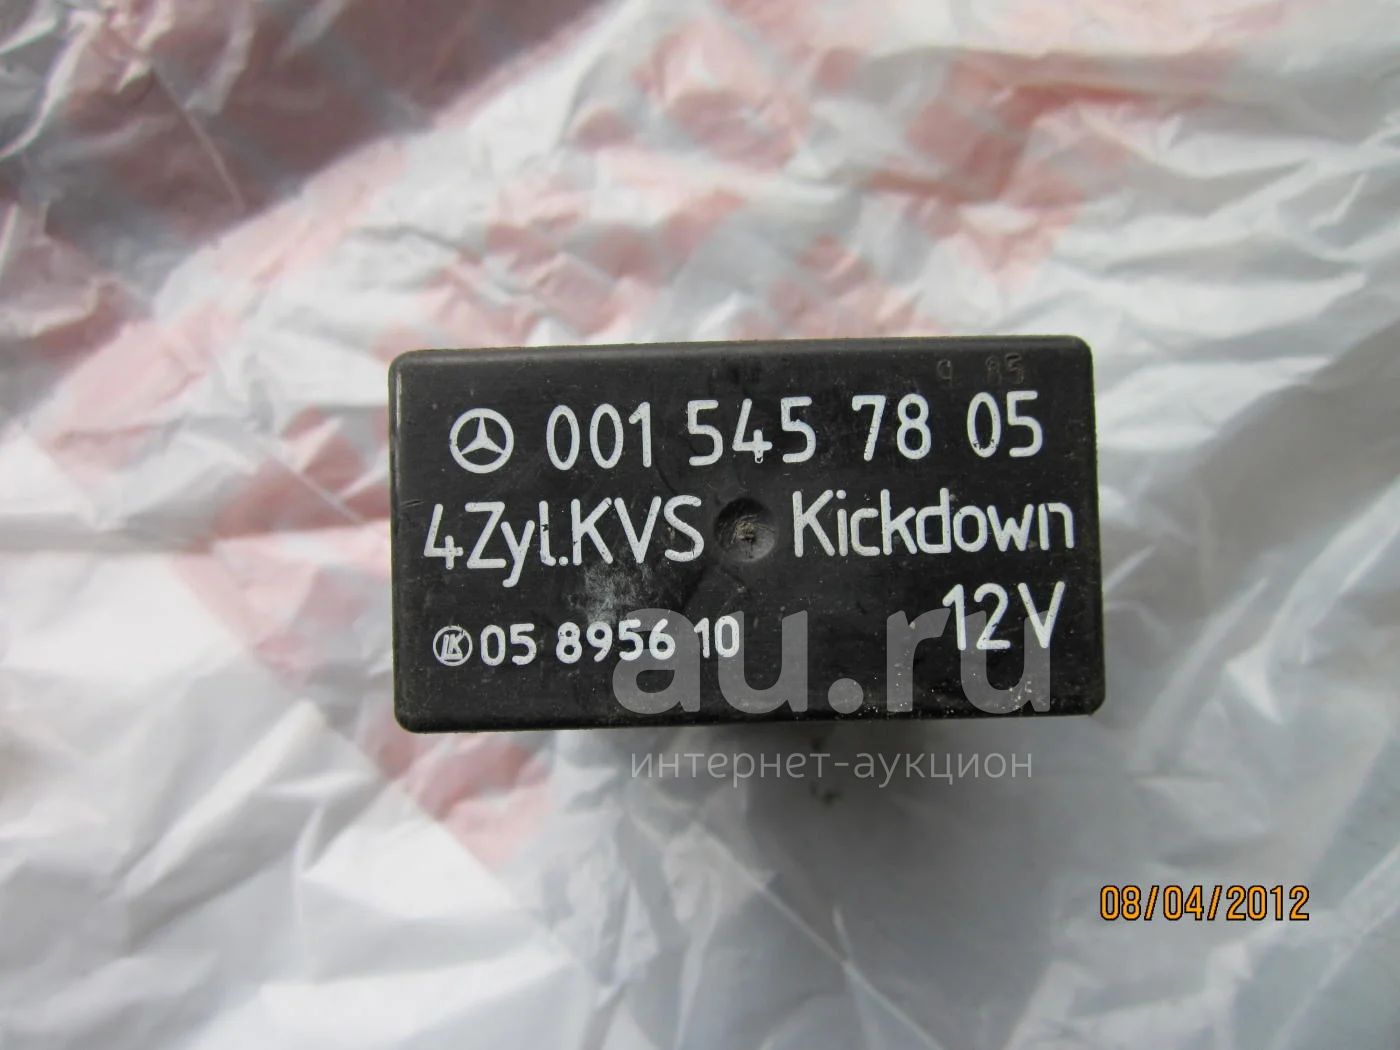 9 85
001 545 78 05
4Zyl.KVS Kickdown
12V
LK 05 8956 10
au.ru
интернет-аукцион
08/04/2012